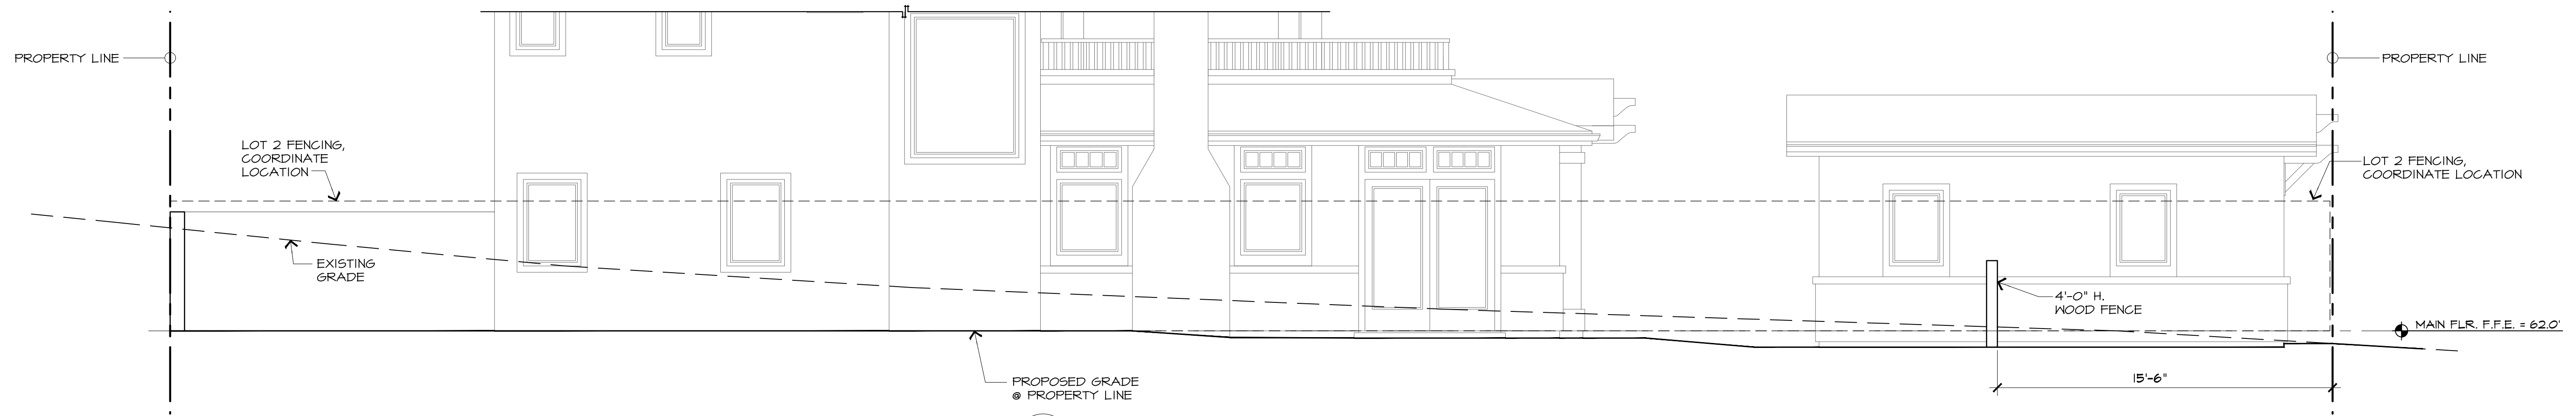 PROPERTY LINE
PROPERTY LINE
LOT 2 FENCING,
COORDINATE
LOCATION
LOT 2 FENCING,
COORDINATE LOCATION
EXISTING
GRADE
4'-0" H.
WOOD FENCE
MAIN FLR. F.F.E. = 62.0'
PROPOSED GRADE
@ PROPERTY LINE
15'-6"